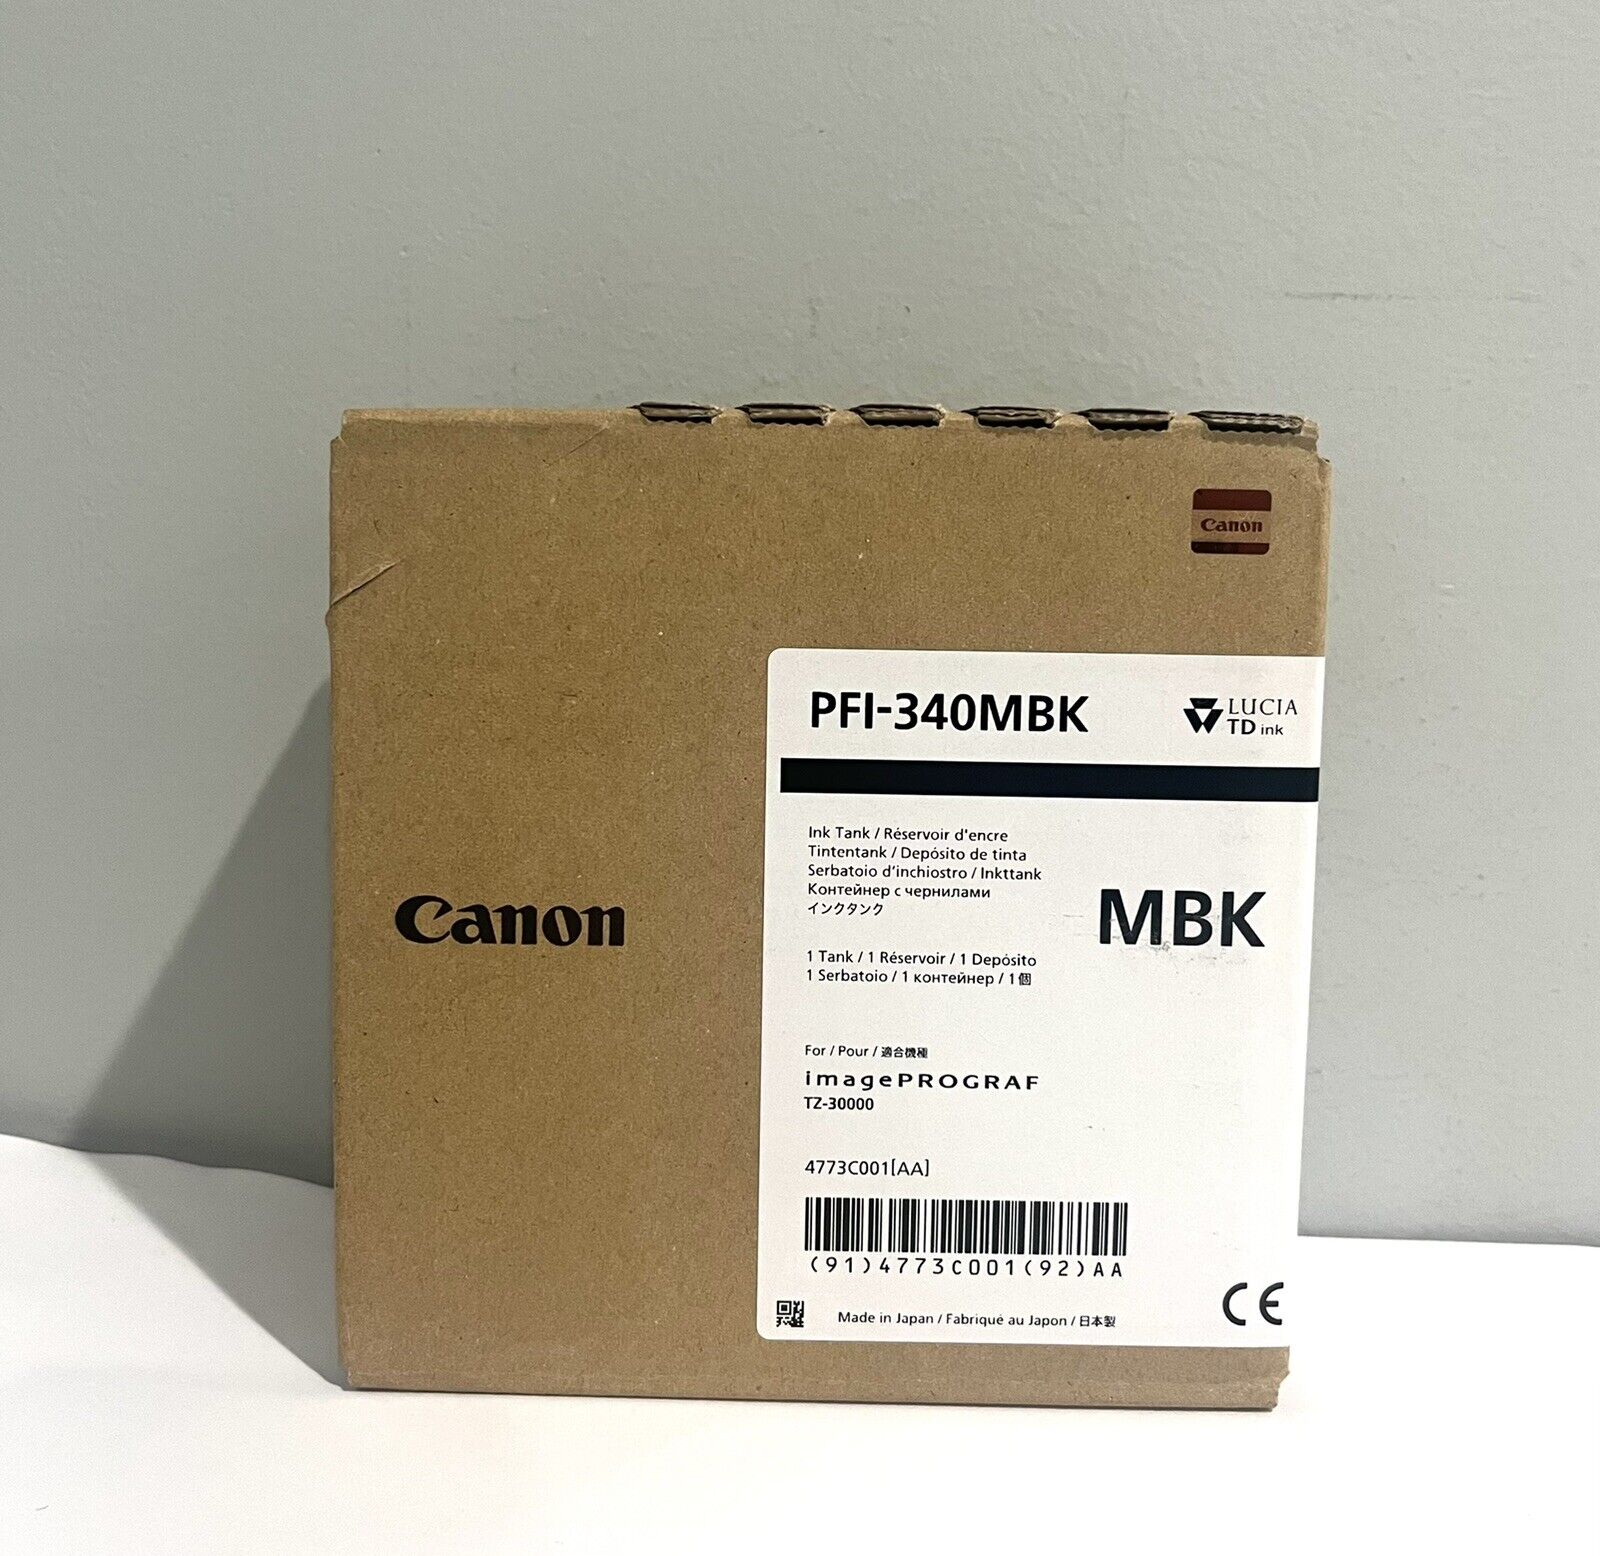 Canon
PFI-340MBK
LUCIA
TD ink
Ink Tank / Réservoir d'encre
Tintentank / Depósito de tinta
Serbatoio d'inchiostro / Inkttank
Контейнер с чернилами
インクタンク
MBK
Canon
1 Tank / 1 Réservoir / 1 Depósito
1 Serbatoio / 1 контейнер / 1個
For / Pour / 適合機種
imagePROGRAF
TZ-30000
4773C001[AA]
(91)4773C001(92)AA
Made in Japan / Fabriqué au Japon / 日本製
CE